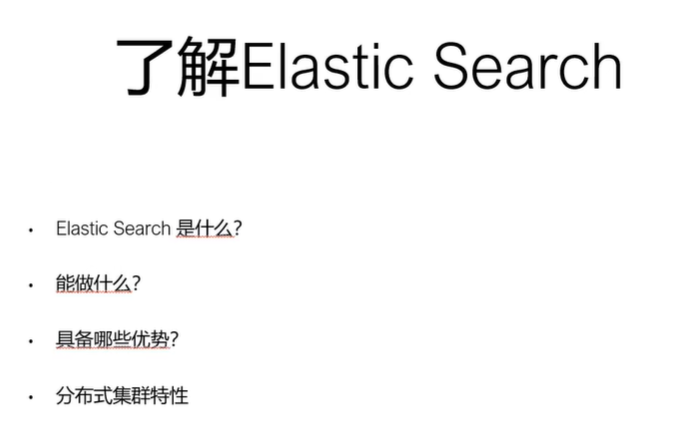 了解Elastic Search
• Elastic Search 是什么?
• 能做什么?
• 具备哪些优势?
• 分布式集群特性